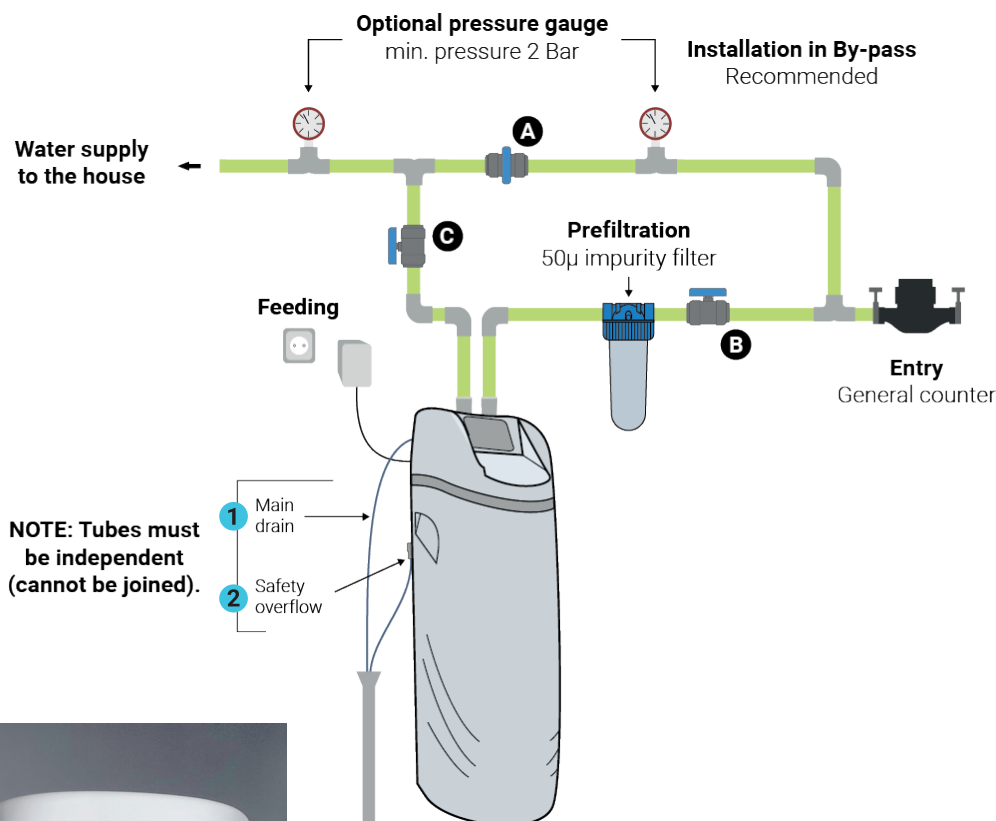 Optional pressure gauge
min. pressure 2 Bar
Installation in By-pass
Recommended
A
Water supply
to the house
C
Prefiltration
50µ impurity filter
Feeding
B
Entry
General counter
1
Main
drain
NOTE: Tubes must
be independent
(cannot be joined).
2
Safety
overflow